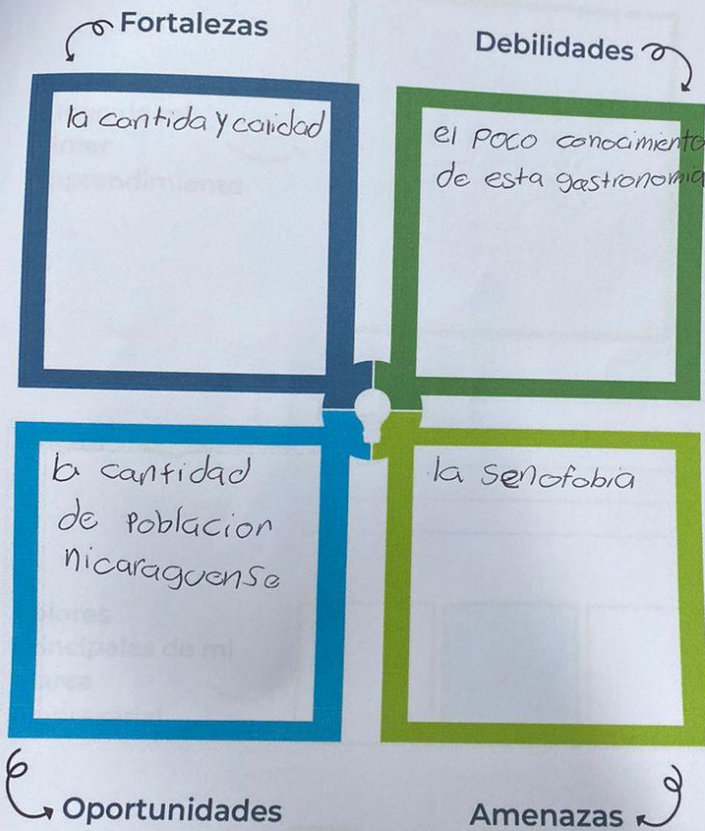 Fortalezas
la cantida y calidad
Debilidades
el poco conocimiento
de esta gastronomia
la cantidad
de poblacion
nicaraguense
Oportunidades
la senofobia
Amenazas